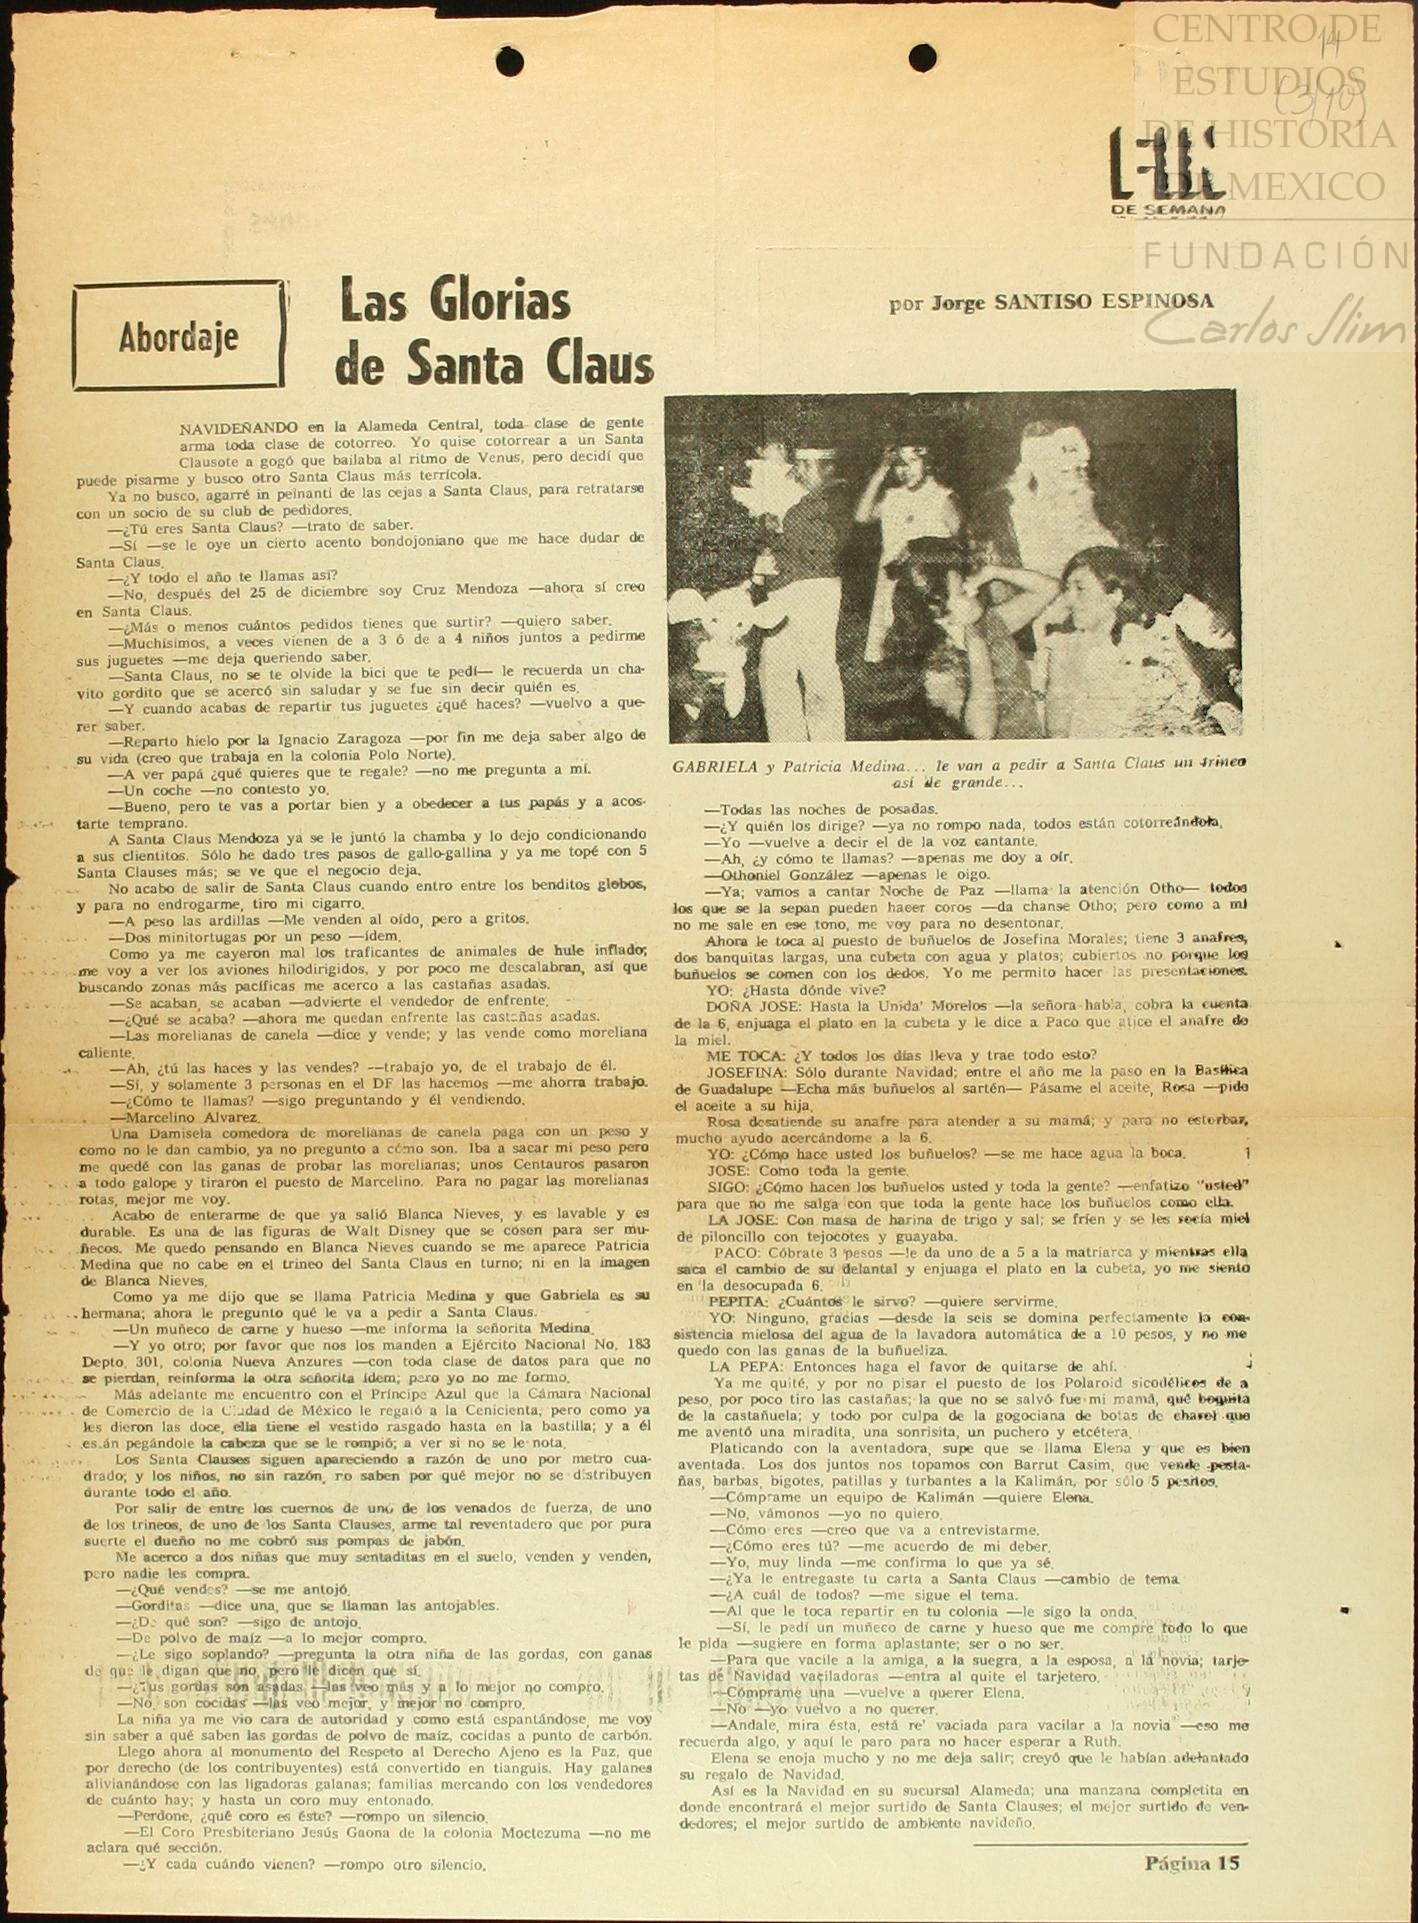 CENTRO DE
ESTUDIOS
DE HISTORIA
DE MEXICO
FUNDACIÓN
Carlos Slim
14
(3/10)
DE SEMANA
Abordaje
Las Glorias
de Santa Claus
por Jorge SANTISO ESPINOSA
NAVIDEÑANDO en la Alameda Central, toda clase de gente
arma toda clase de cotorreo. Yo quise cotorrear a un Santa
Clausote a gogó que bailaba al ritmo de Venus, pero decidí que
puede pisarme y busco otro Santa Claus más terrícola.
Ya no busco, agarré in peinanti de las cejas a Santa Claus, para retratarse
con un socio de su club de pedidores.
—¿Tú eres Santa Claus? —trato de saber.
—Sí —se le oye un cierto acento bondojoniano que me hace dudar de
Santa Claus.
—¿Y todo el año te llamas así?
—No, después del 25 de diciembre soy Cruz Mendoza —ahora sí creo
en Santa Claus.
—¿Más o menos cuántos pedidos tienes que surtir? —quiero saber.
—Muchísimos, a veces vienen de a 3 ó de a 4 niños juntos a pedirme
sus juguetes —me deja queriendo saber.
—Santa Claus, no se te olvide la bici que te pedí— le recuerda un cha-
vito gordito que se acercó sin saludar y se fue sin decir quién es.
—Y cuando acabas de repartir tus juguetes ¿qué haces? —vuelvo a que-
rer saber.
—Reparto hielo por la Ignacio Zaragoza —por fin me deja saber algo de
su vida (creo que trabaja en la colonia Polo Norte).
—A ver papá ¿qué quieres que te regale? —no me pregunta a mí.
—Un coche —no contesto yo.
—Bueno, pero te vas a portar bien y a obedecer a tus papás y a acos-
tarte temprano.
A Santa Claus Mendoza ya se le juntó la chamba y lo dejo condicionando
a sus clientitos. Sólo he dado tres pasos de gallo-gallina y ya me topé con 5
Santa Clauses más; se ve que el negocio deja.
No acabo de salir de Santa Claus cuando entro entre los benditos globos,
y para no endrogarme, tiro mi cigarro.
—A peso las ardillas —Me venden al oído, pero a gritos.
—Dos minitortugas por un peso —ídem.
Como ya me cayeron mal los traficantes de animales de hule inflado;
me voy a ver los aviones hilodirigidos, y por poco me descalabran, así que
buscando zonas más pacíficas me acerco a las castañas asadas.
—Se acaban, se acaban —advierte el vendedor de enfrente.
—¿Qué se acaba? —ahora me quedan enfrente las castañas asadas.
—Las morelianas de canela —dice y vende; y las vende como moreliana
caliente.
—Ah, ¿tú las haces y las vendes? —trabajo yo, de el trabajo de él.
—Sí, y solamente 3 personas en el DF las hacemos —me ahorra trabajo.
—¿Cómo te llamas? —sigo preguntando y él vendiendo.
—Marcelino Alvarez.
Una Damisela comedora de morelianas de canela paga con un peso y
como no le dan cambio, ya no pregunto a cómo son. Iba a sacar mi peso pero
me quedé con las ganas de probar las morelianas; unos Centauros pasaron
a todo galope y tiraron el puesto de Marcelino. Para no pagar las morelianas
rotas, mejor me voy.
Acabo de enterarme de que ya salió Blanca Nieves, y es lavable y es
durable. Es una de las figuras de Walt Disney que se cosen para ser mu-
ñecos. Me quedo pensando en Blanca Nieves cuando se me aparece Patricia
Medina que no cabe en el trineo del Santa Claus en turno; ni en la imagen
de Blanca Nieves.
Como ya me dijo que se llama Patricia Medina y que Gabriela es su
hermana; ahora le pregunto qué le va a pedir a Santa Claus.
—Un muñeco de carne y hueso —me informa la señorita Medina.
—Y yo otro; por favor que nos los manden a Ejército Nacional No. 183
Depto. 301, colonia Nueva Anzures —con toda clase de datos para que no
se pierdan, reinforma la otra señorita ídem; pero yo no me formo.
Más adelante me encuentro con el Príncipe Azul que la Cámara Nacional
de Comercio de la Ciudad de México le regaló a la Cenicienta, pero como ya
les dieron las doce, ella tiene el vestido rasgado hasta en la bastilla; y a él
están pegándole la cabeza que se le rompió; a ver si no se le nota.
Los Santa Clauses siguen apareciendo a razón de uno por metro cua-
drado; y los niños, no sin razón, no saben por qué mejor no se distribuyen
durante todo el año.
Por salir de entre los cuernos de uno de los venados de fuerza, de uno
de los trineos, de uno de los Santa Clauses, arme tal reventadero que por pura
suerte el dueño no me cobró sus pompas de jabón.
Me acerco a dos niñas que muy sentaditas en el suelo, venden y venden,
pero nadie les compra.
—¿Qué vendes? —se me antojó.
—Gorditas —dice una, que se llaman las antojables.
—¿De qué son? —sigo de antojo.
—De polvo de maíz —a lo mejor compro.
—¿Le sigo soplando? —pregunta la otra niña de las gordas, con ganas
de que le digan que no, pero le dicen que sí.
—¿Tus gordas son asadas —las veo más y a lo mejor no compro.
—No, son cocidas —las veo mejor, y mejor no compro.
La niña ya me vio cara de autoridad y como está espantándose, me voy
sin saber a qué saben las gordas de polvo de maíz, cocidas a punto de carbón.
Llego ahora al monumento del Respeto al Derecho Ajeno es la Paz, que
por derecho (de los contribuyentes) está convertido en tianguis. Hay galanes
alivianándose con las ligadoras galanas; familias mercando con los vendedores
de cuánto hay; y hasta un coro muy entonado.
—Perdone, ¿qué coro es éste? —rompo un silencio.
—El Coro Presbiteriano Jesús Gaona de la colonia Moctezuma —no me
aclara qué sección.
—¿Y cada cuándo vienen? —rompo otro silencio.
GABRIELA y Patricia Medina... le van a pedir a Santa Claus un trineo
así de grande...
—Todas las noches de posadas.
—¿Y quién los dirige? —ya no rompo nada, todos están cotorreándola.
—Yo —vuelve a decir el de la voz cantante.
—Ah, ¿y cómo te llamas? —apenas me doy a oír.
—Othoniel González —apenas le oigo.
—Ya; vamos a cantar Noche de Paz —llama la atención Otho— todos
los que se la sepan pueden hacer coros —da chanse Otho; pero como a mí
no me sale en ese tono, me voy para no desentonar.
Ahora le toca al puesto de buñuelos de Josefina Morales; tiene 3 anafres,
dos banquitas largas, una cubeta con agua y platos; cubiertos no porque los
buñuelos se comen con los dedos. Yo me permito hacer las presentaciones.
YO: ¿Hasta dónde vive?
DOÑA JOSE: Hasta la Unida' Morelos —la señora habla, cobra la cuenta
de la 6, enjuaga el plato en la cubeta y le dice a Paco que atice el anafre de
la miel.
ME TOCA: ¿Y todos los días lleva y trae todo esto?
JOSEFINA: Sólo durante Navidad; entre el año me la paso en la Basílica
de Guadalupe —Echa más buñuelos al sartén— Pásame el aceite, Rosa —pide
el aceite a su hija.
Rosa desatiende su anafre para atender a su mamá; y para no estorbar,
mucho ayudo acercándome a la 6.
YO: ¿Cómo hace usted los buñuelos? —se me hace agua la boca.
JOSE: Como toda la gente.
SIGO: ¿Cómo hacen los buñuelos usted y toda la gente? —enfatizo "usted"
para que no me salga con que toda la gente hace los buñuelos como ella.
LA JOSE: Con masa de harina de trigo y sal; se fríen y se les rocía miel
de piloncillo con tejocotes y guayaba.
PACO: Cóbrate 3 pesos —le da uno de a 5 a la matriarca y mientras ella
saca el cambio de su delantal y enjuaga el plato en la cubeta, yo me siento
en la desocupada 6.
PEPITA: ¿Cuántos le sirvo? —quiere servirme.
YO: Ninguno, gracias —desde la seis se domina perfectamente la con-
sistencia mielosa del agua de la lavadora automática de a 10 pesos, y no me
quedo con las ganas de la buñueliza.
LA PEPA: Entonces haga el favor de quitarse de ahí.
Ya me quité, y por no pisar el puesto de los Polaroid sicodélicos de a
peso, por poco tiro las castañas; la que no se salvó fue mi mamá, qué boquita
de la castañuela; y todo por culpa de la gogociana de botas de charol que
me aventó una miradita, una sonrisita, un puchero y etcétera.
Platicando con la aventadora, supe que se llama Elena y que es bien
aventada. Los dos juntos nos topamos con Barrut Casim, que vende pesta-
ñas, barbas, bigotes, patillas y turbantes a la Kalimán, por sólo 5 pesitos.
—Cómprame un equipo de Kalimán —quiere Elena.
—No, vámonos —yo no quiero.
—Cómo eres —creo que va a entrevistarme.
—¿Cómo eres tú? —me acuerdo de mi deber.
—Yo, muy linda —me confirma lo que ya sé.
—¿Ya le entregaste tu carta a Santa Claus —cambio de tema.
—¿A cuál de todos? —me sigue el tema.
—Al que le toca repartir en tu colonia —le sigo la onda.
—Sí, le pedí un muñeco de carne y hueso que me compre todo lo que
le pida —sugiere en forma aplastante; ser o no ser.
—Para que vacile a la amiga, a la suegra, a la esposa, a la novia; tarje-
tas de Navidad vaciladoras —entra al quite el tarjetero.
—Cómprame una —vuelve a querer Elena.
—No —yo vuelvo a no querer.
—Andale, mira ésta, está re' vaciada para vacilar a la novia —eso me
recuerda algo, y aquí le paro para no hacer esperar a Ruth.
Elena se enoja mucho y no me deja salir; creyó que le habían adelantado
su regalo de Navidad.
Así es la Navidad en su sucursal Alameda; una manzana completita en
donde encontrará el mejor surtido de Santa Clauses; el mejor surtido de ven-
dedores; el mejor surtido de ambiente navideño.
Página 15